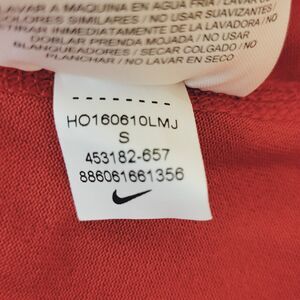 LAVAR A MAQUINA EN AGUA FRIA / LAVAR
COLORES SIMILARES / NO USAR SUAVIZANTES /
TIRAR INMEDIATAMENTE DE LA LAVADORA / NO
DOBLAR PRENDA MOJADA / NO USAR
BLANQUEADORES / SECAR COLGADO / NO
PLANCHAR / NO LAVAR EN SECO
HO160610LMJ
S
453182-657
886061661356